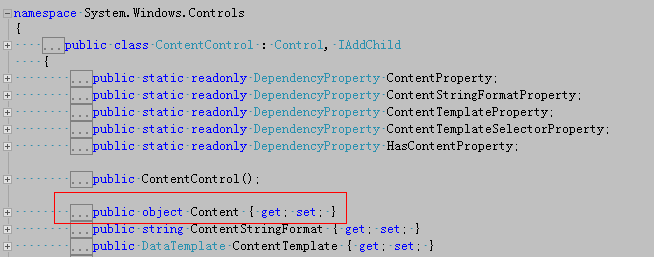 namespace System.Windows.Controls
{
...public class ContentControl : Control, IAddChild
{
...public static readonly DependencyProperty ContentProperty;
...public static readonly DependencyProperty ContentStringFormatProperty;
...public static readonly DependencyProperty ContentTemplateProperty;
...public static readonly DependencyProperty ContentTemplateSelectorProperty;
...public static readonly DependencyProperty HasContentProperty;
...public ContentControl();
...public object Content { get; set; }
...public string ContentStringFormat { get; set; }
...public DataTemplate ContentTemplate { get; set; }